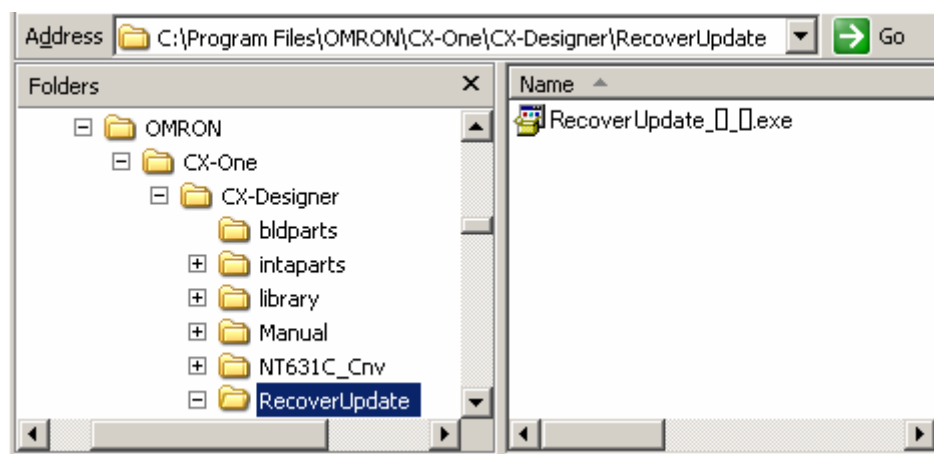 Address C:\Program Files\OMRON\CX-One\CX-Designer\RecoverUpdate Go
Folders
OMRON
CX-One
CX-Designer
bldparts
intaparts
library
Manual
NT631C_Cnv
RecoverUpdate
Name
RecoverUpdate_▯_▯.exe